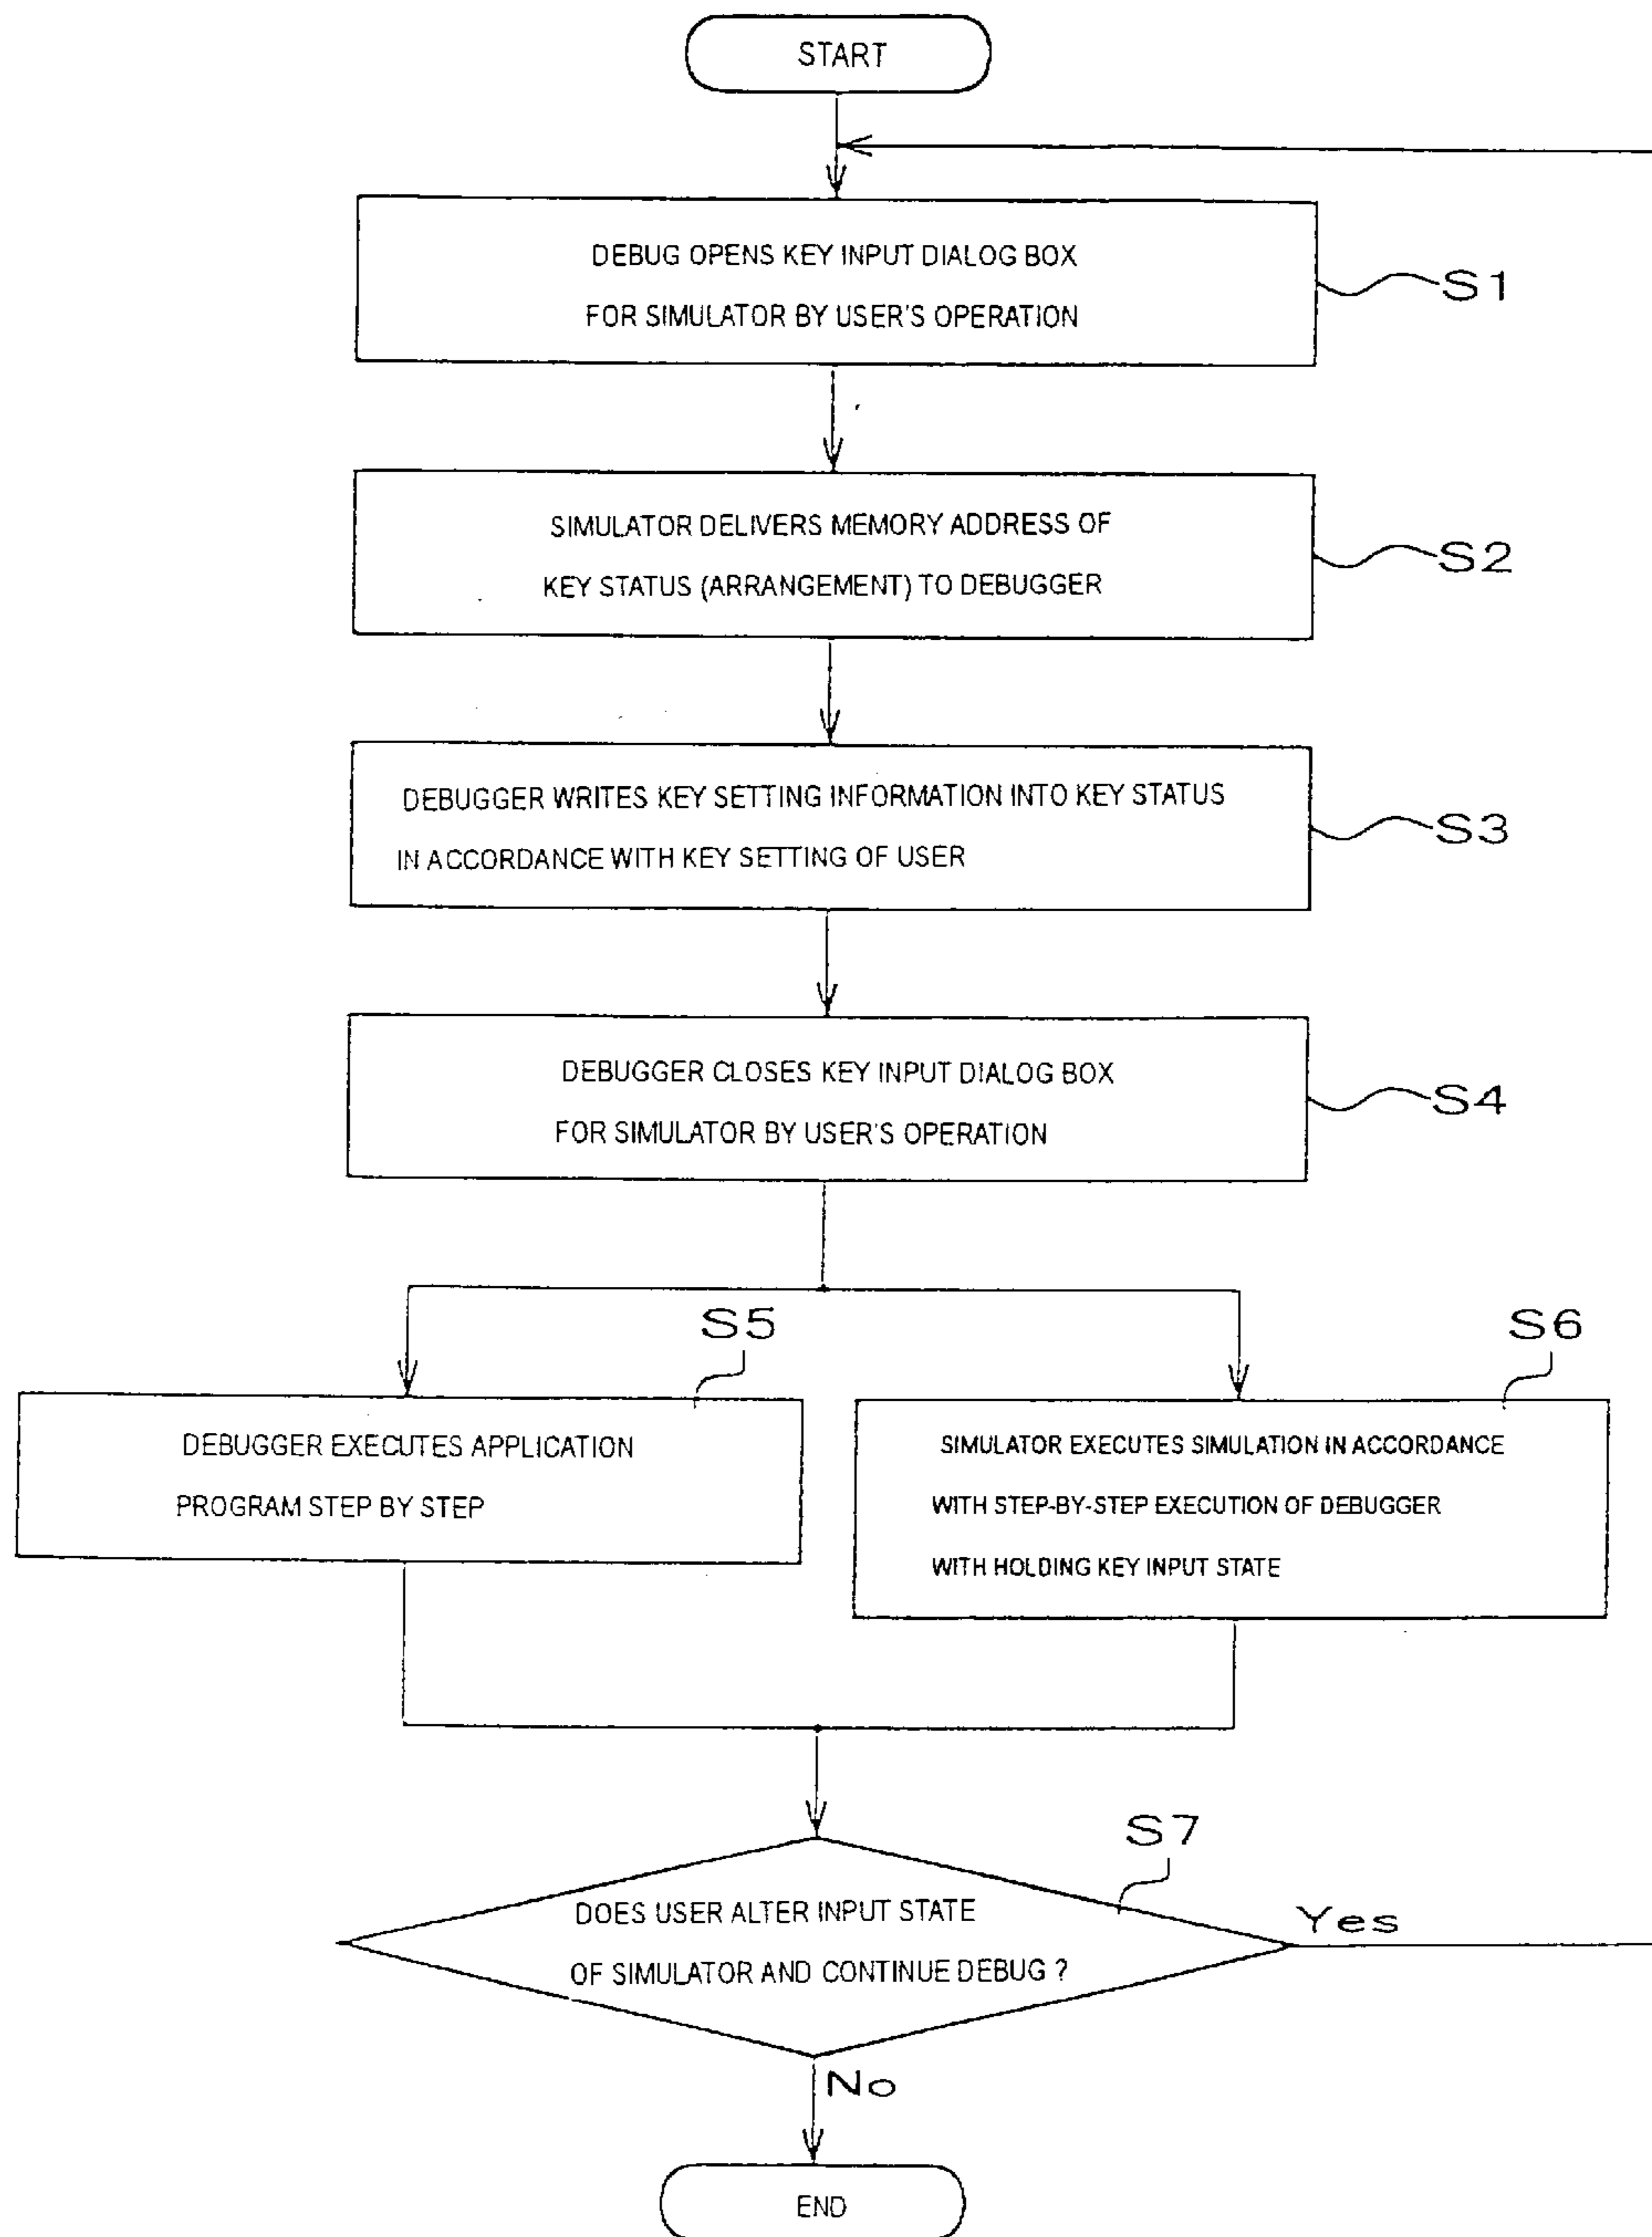 START
DEBUG OPENS KEY INPUT DIALOG BOX
FOR SIMULATOR BY USER'S OPERATION
S1
SIMULATOR DELIVERS MEMORY ADDRESS OF
KEY STATUS (ARRANGEMENT) TO DEBUGGER
S2
DEBUGGER WRITES KEY SETTING INFORMATION INTO KEY STATUS
IN ACCORDANCE WITH KEY SETTING OF USER
S3
DEBUGGER CLOSES KEY INPUT DIALOG BOX
FOR SIMULATOR BY USER'S OPERATION
S4
S5
DEBUGGER EXECUTES APPLICATION
PROGRAM STEP BY STEP
S6
SIMULATOR EXECUTES SIMULATION IN ACCORDANCE
WITH STEP-BY-STEP EXECUTION OF DEBUGGER
WITH HOLDING KEY INPUT STATE
S7
DOES USER ALTER INPUT STATE
OF SIMULATOR AND CONTINUE DEBUG ?
Yes
No
END